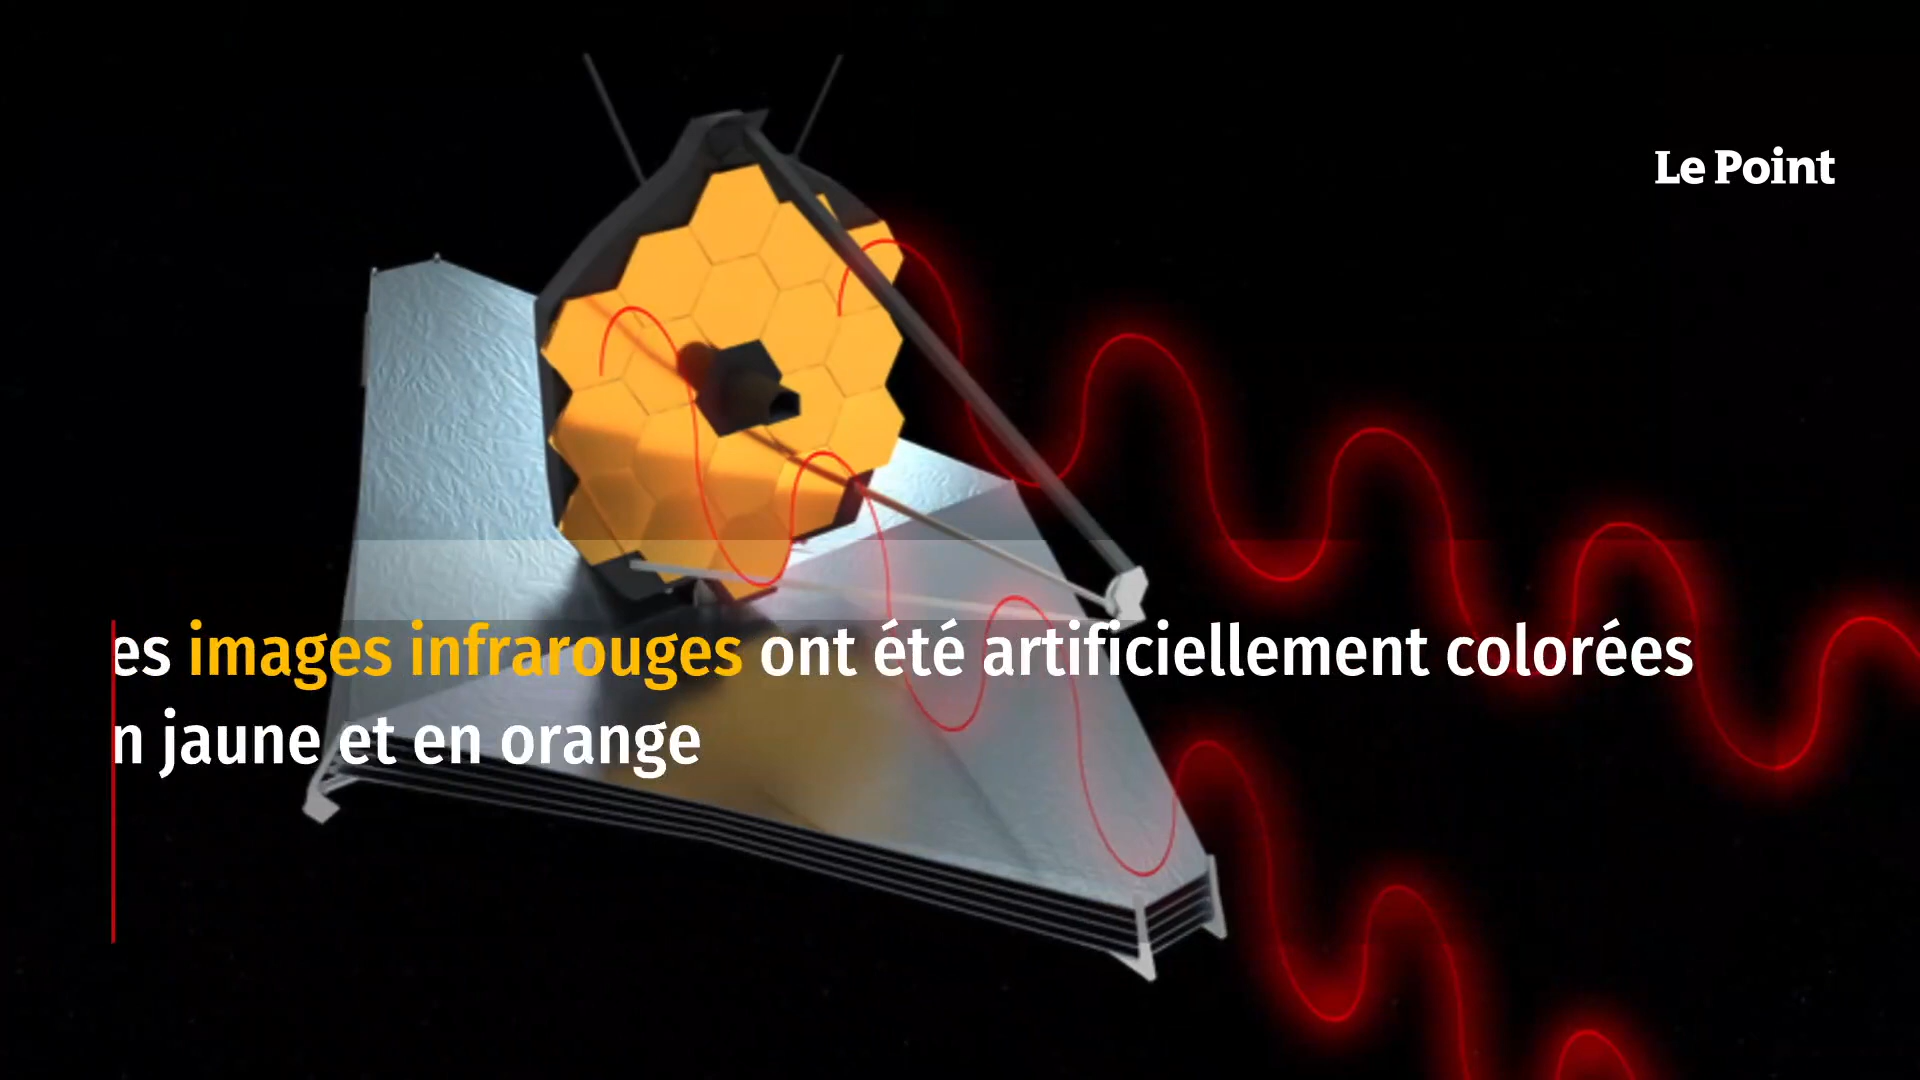 Le Point
es images infrarouges ont été artificiellement colorées
n jaune et en orange